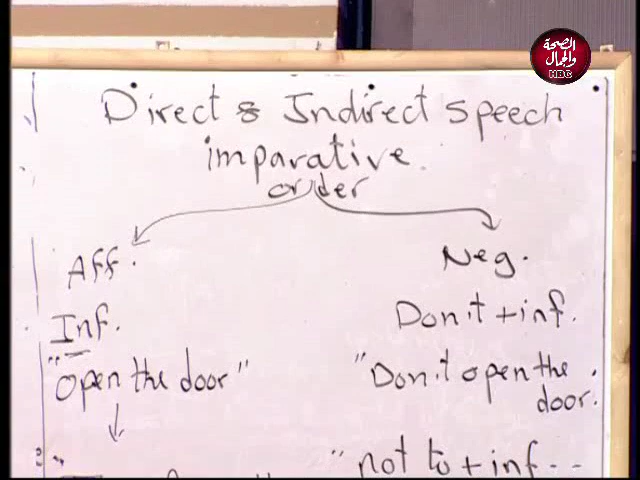 الصحة
والجمال
HBC
Direct & Indirect speech
imparative.
order
Aff.
Neg.
Inf.
Don't + inf.
"Open the door"
"Don't open the
door.
"not to + inf --